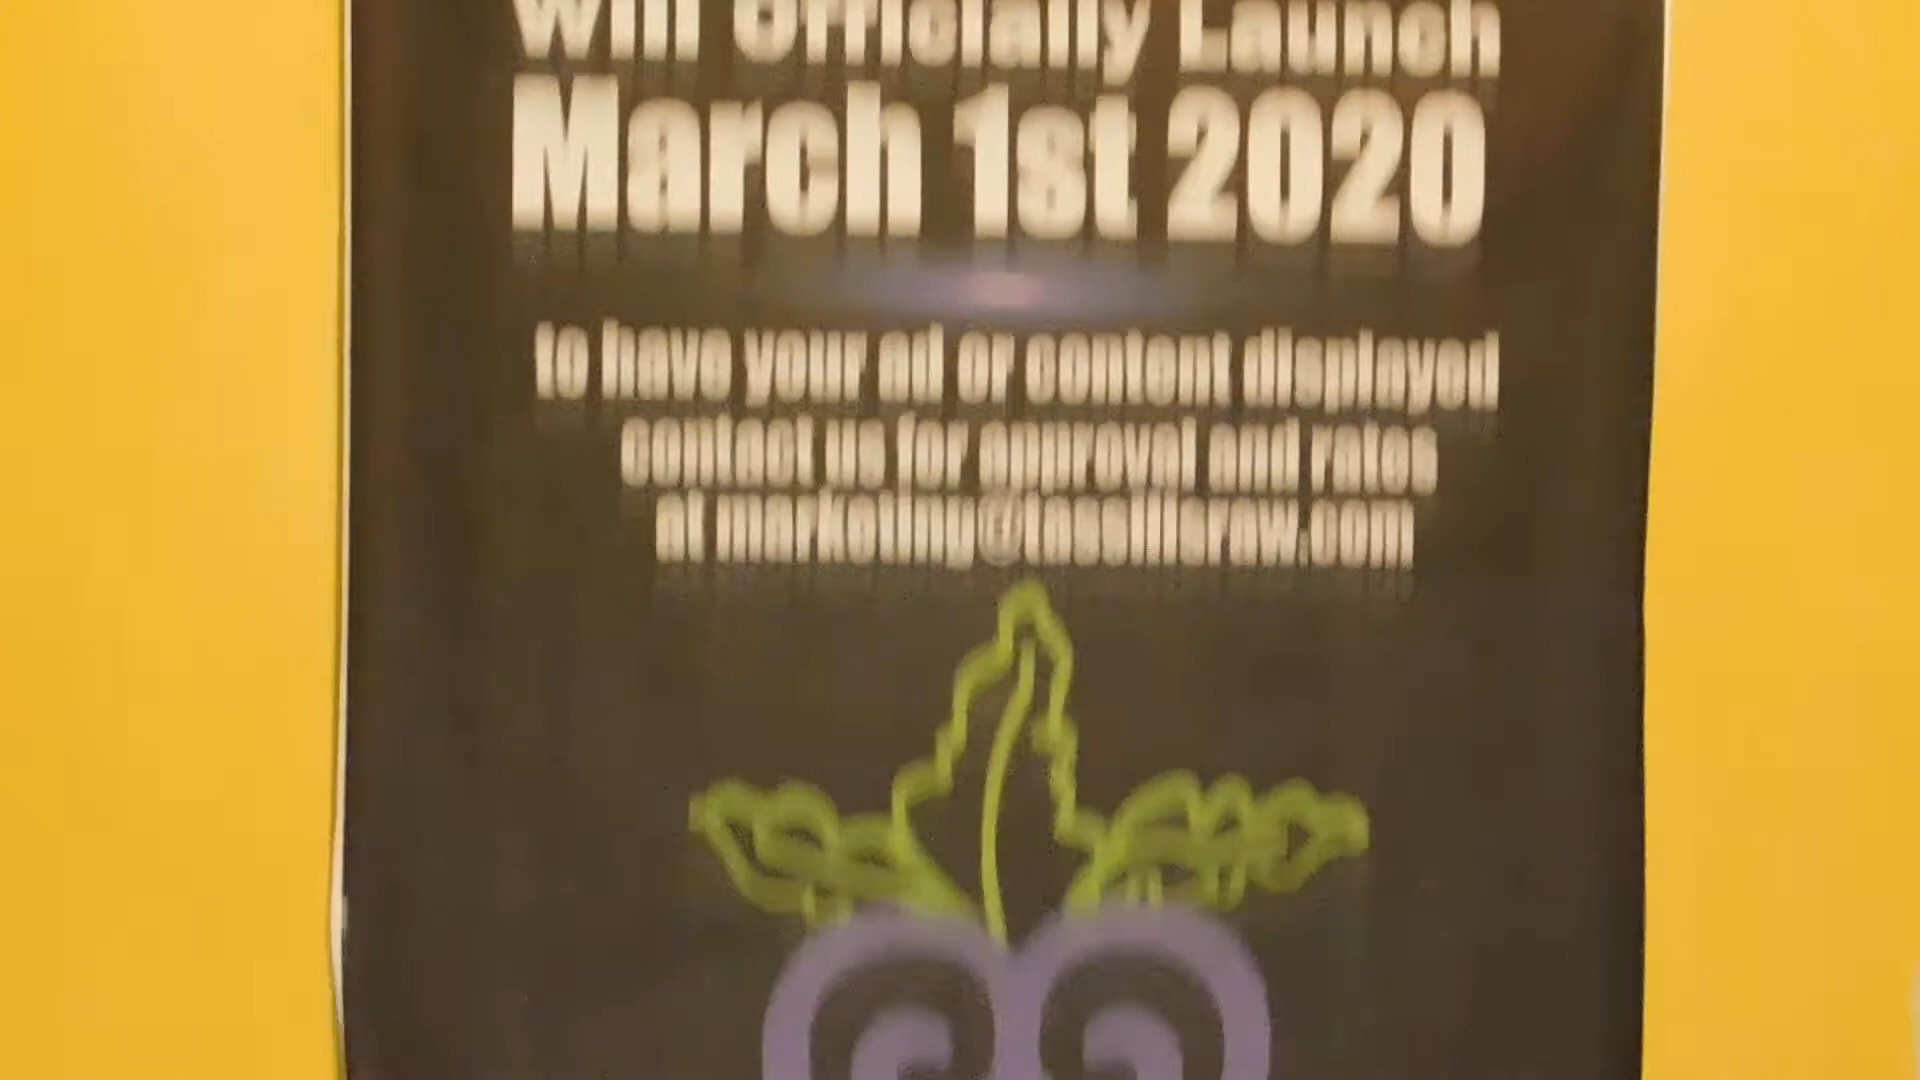 Will Officially Launch
March 1st 2020
to have your ad or content displayed
contact us for approval and rates
at